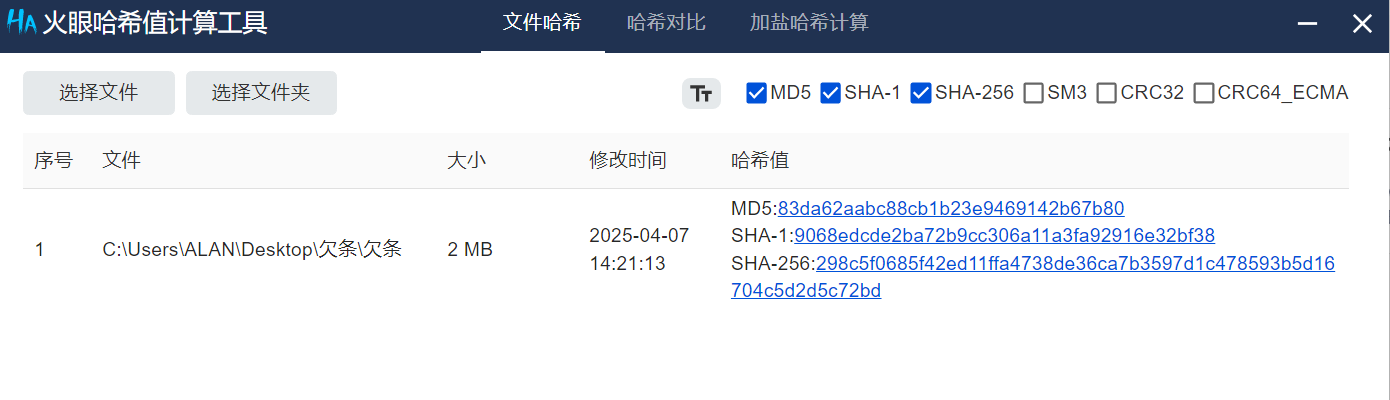 HA 火眼哈希值计算工具 文件哈希 哈希对比 加盐哈希计算
选择文件 选择文件夹 TT MD5 SHA-1 SHA-256 SM3 CRC32 CRC64_ECMA
序号 文件 大小 修改时间 哈希值
1 C:\Users\ALAN\Desktop\欠条\欠条 2 MB 2025-04-07
14:21:13
MD5:83da62aabc88cb1b23e9469142b67b80
SHA-1:9068edcde2ba72b9cc306a11a3fa92916e32bf38
SHA-256:298c5f0685f42ed11ffa4738de36ca7b3597d1c478593b5d16
704c5d2d5c72bd